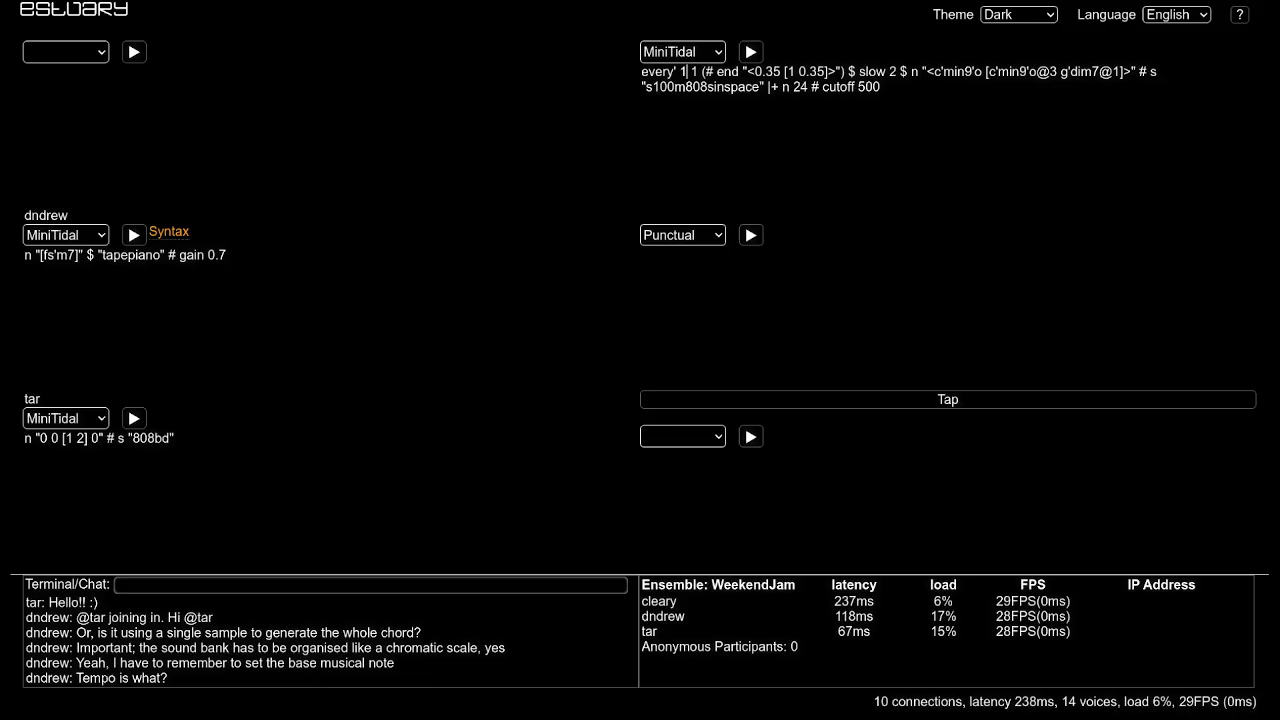 estuary
Theme Dark Language English ?
MiniTidal
every' 1 1 (# end "<0.35 [1 0.35]>") $ slow 2 $ n "<c'min9'o [c'min9'o@3 g'dim7@1]>" # s
"s100m808sinspace" |+ n 24 # cutoff 500
dndrew
MiniTidal Syntax
n "[fs'm7]" $ "tapepiano" # gain 0.7
Punctual
tar
MiniTidal
n "0 0 [1 2] 0" # s "808bd"
Tap
Terminal/Chat:
tar: Hello!! :)
dndrew: @tar joining in. Hi @tar
dndrew: Or, is it using a single sample to generate the whole chord?
dndrew: Important; the sound bank has to be organised like a chromatic scale, yes
dndrew: Yeah, I have to remember to set the base musical note
dndrew: Tempo is what?
Ensemble: WeekendJam latency load FPS IP Address
cleary 237ms 6% 29FPS(0ms)
dndrew 118ms 17% 28FPS(0ms)
tar 67ms 15% 28FPS(0ms)
Anonymous Participants: 0
10 connections, latency 238ms, 14 voices, load 6%, 29FPS (0ms)